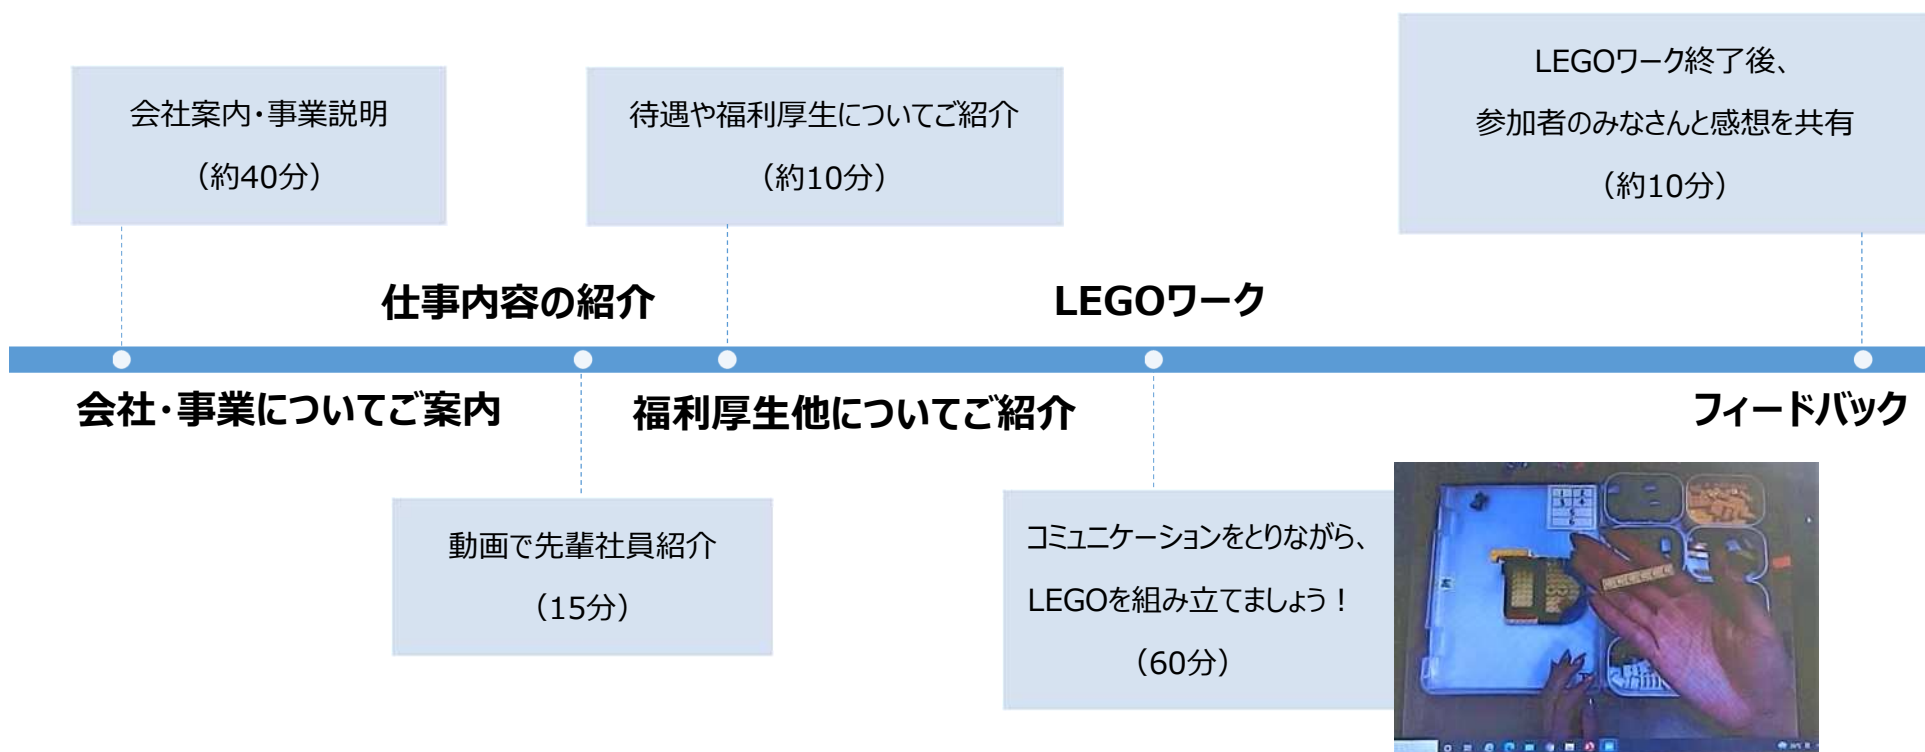 会社案内・事業説明
（約40分）
待遇や福利厚生についてご紹介
（約10分）
LEGOワーク終了後、
参加者のみなさんと感想を共有
（約10分）
仕事内容の紹介
LEGOワーク
会社・事業についてご案内
福利厚生他についてご紹介
フィードバック
動画で先輩社員紹介
（15分）
コミュニケーションをとりながら、
LEGOを組み立てましょう！
（60分）